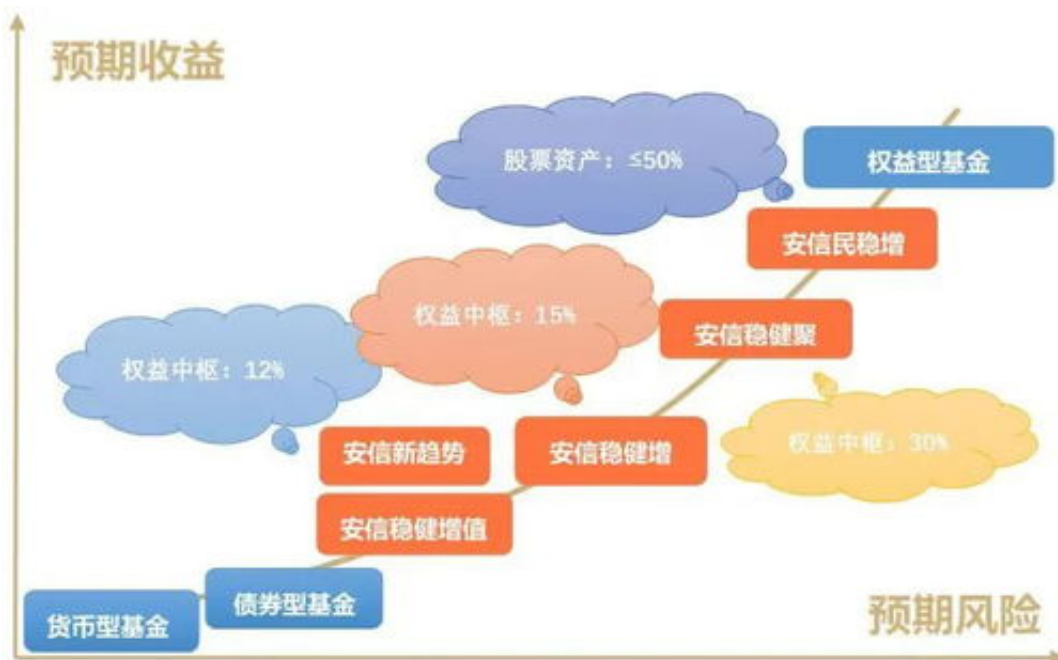 预期收益
股票资产：≤50%
权益型基金
安信民稳增
权益中枢：15%
安信稳健聚
权益中枢：12%
安信新趋势
安信稳健增
权益中枢：30%
安信稳健增值
债券型基金
货币型基金
预期风险